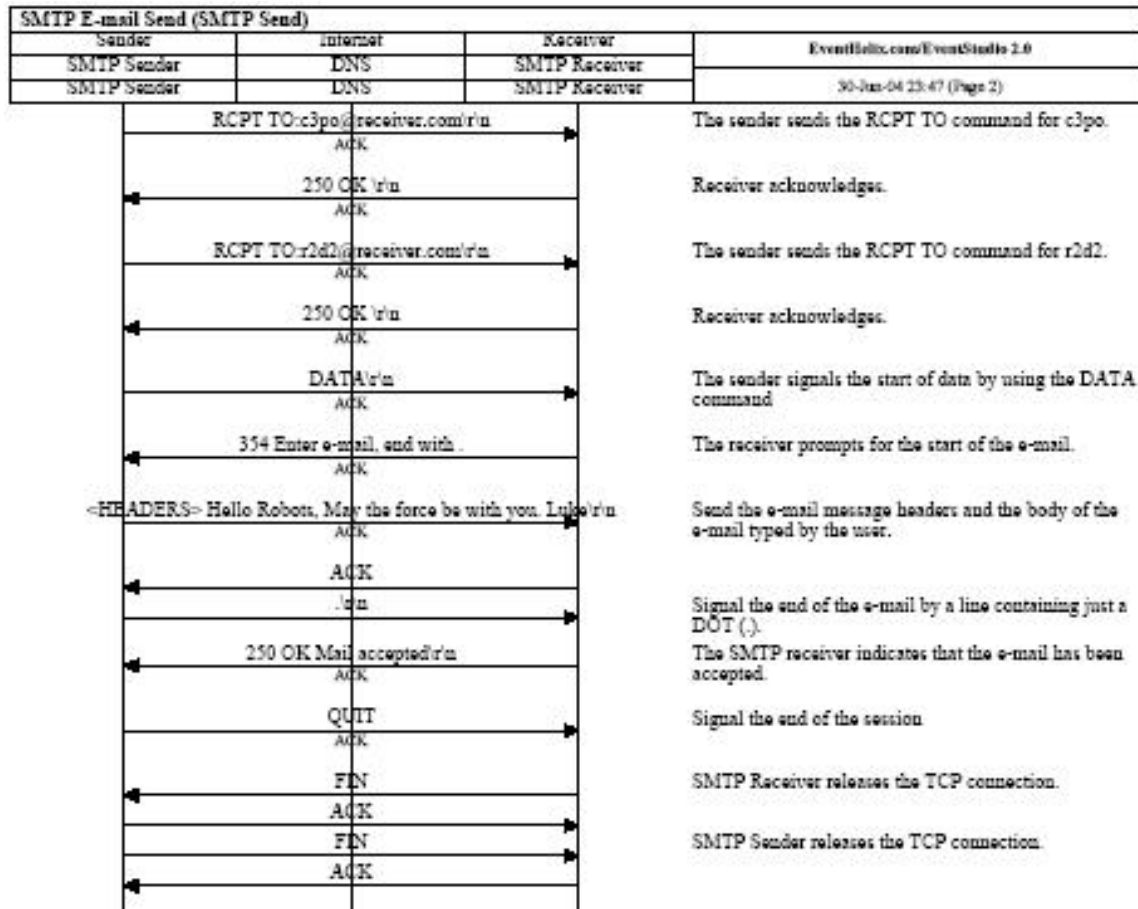 SMTP E-mail Send (SMTP Send)
Sender Internet Receiver EventHelix.com/EventStudio 2.0
SMTP Sender DNS SMTP Receiver
SMTP Sender DNS SMTP Receiver 30-Jun-04 23:47 (Page 2)
RCPT TO:c3po@receiver.com\r\n The sender sends the RCPT TO command for c3po.
ACK
250 OK \r\n Receiver acknowledges.
ACK
RCPT TO:r2d2@receiver.com\r\n The sender sends the RCPT TO command for r2d2.
ACK
250 OK \r\n Receiver acknowledges.
ACK
DATA\r\n The sender signals the start of data by using the DATA
ACK command
354 Enter e-mail, end with . The receiver prompts for the start of the e-mail.
ACK
<HEADERS> Hello Robots, May the force be with you. Luke\r\n Send the e-mail message headers and the body of the
ACK e-mail typed by the user.
ACK
.\r\n Signal the end of the e-mail by a line containing just a
DOT (.).
250 OK Mail accepted\r\n The SMTP receiver indicates that the e-mail has been
ACK accepted.
QUIT Signal the end of the session
ACK
FIN SMTP Receiver releases the TCP connection.
ACK
FIN SMTP Sender releases the TCP connection.
ACK